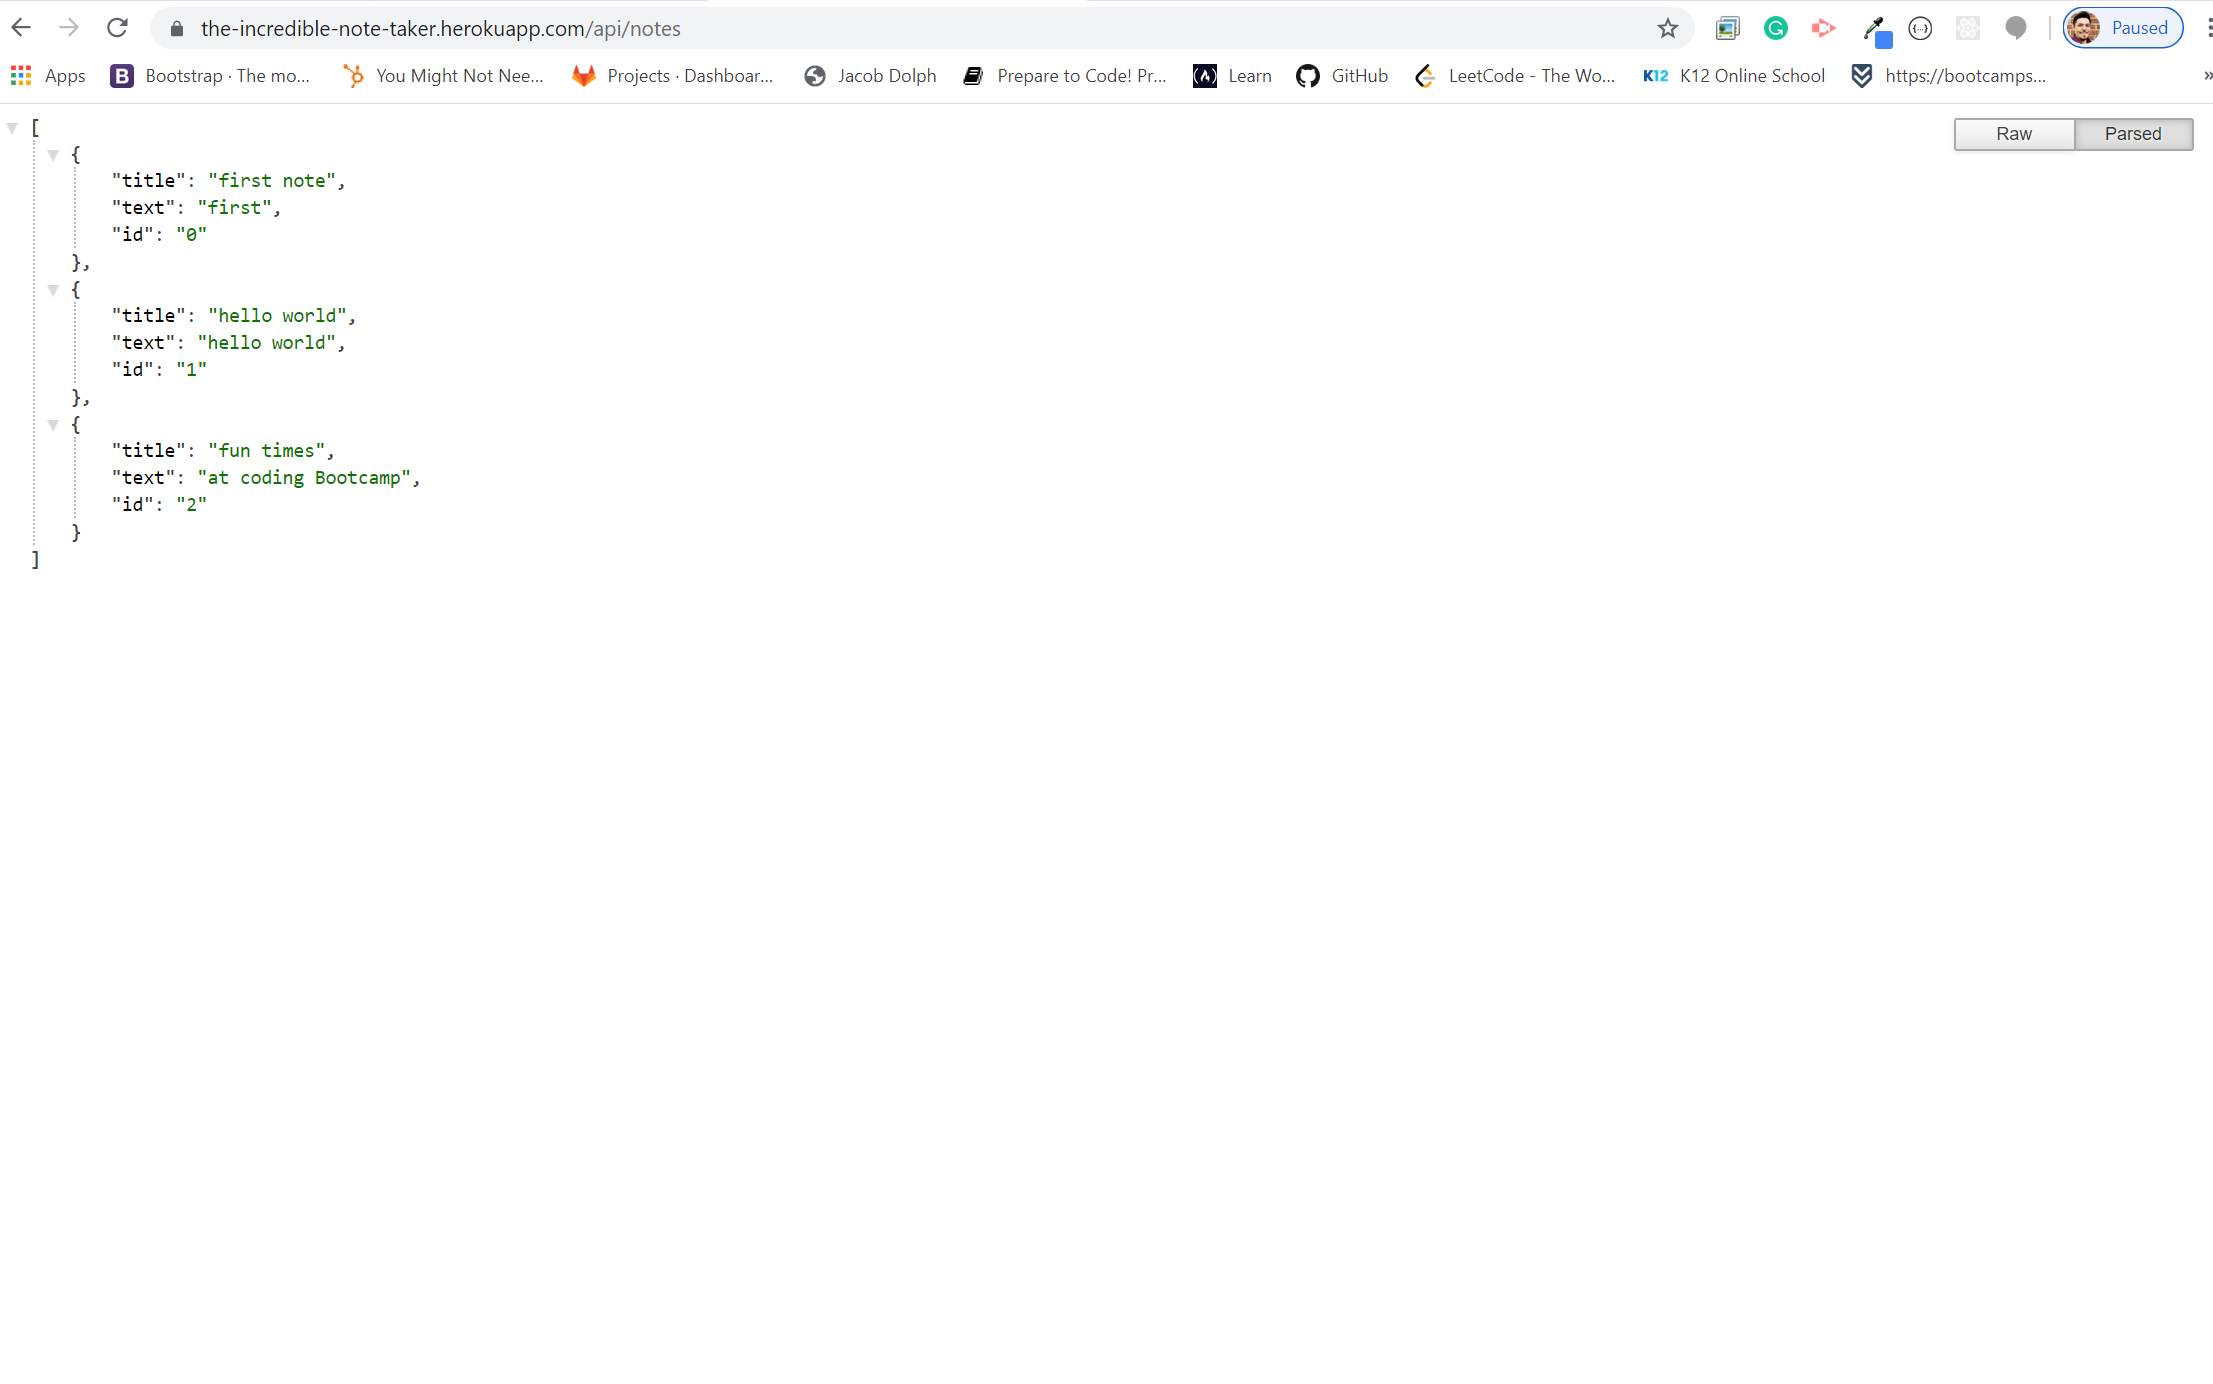 the-incredible-note-taker.herokuapp.com/api/notes
Paused
Apps
Bootstrap · The mo...
You Might Not Nee...
Projects · Dashboar...
Jacob Dolph
Prepare to Code! Pr...
Learn
GitHub
LeetCode - The Wo...
K12 K12 Online School
https://bootcamps...
»
Raw Parsed
[
{
"title": "first note",
"text": "first",
"id": "0"
},
{
"title": "hello world",
"text": "hello world",
"id": "1"
},
{
"title": "fun times",
"text": "at coding Bootcamp",
"id": "2"
}
]